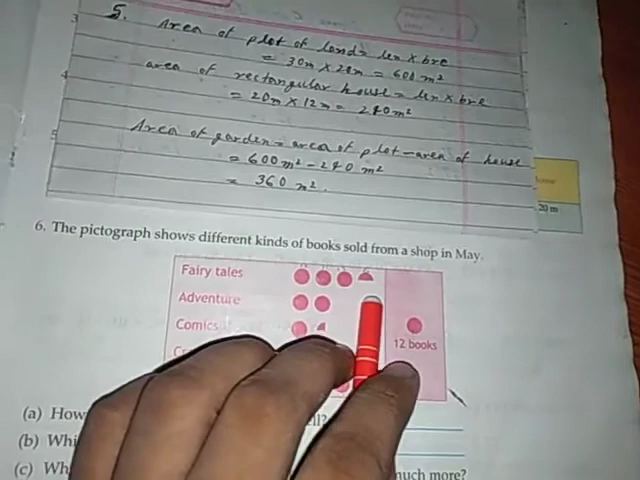 5. Area of plot of land = len × bre
= 30m × 20m = 600 m²
area of rectangular house = len × bre
= 20m × 12m = 240m²
Area of garden = area of plot - area of house
= 600m² - 240 m²
= 360 m².
20 m
6. The pictograph shows different kinds of books sold from a shop in May.
Fairy tales
Adventure
Comics
12 books
(a) How
(b) Whi
(c) Wh much more?